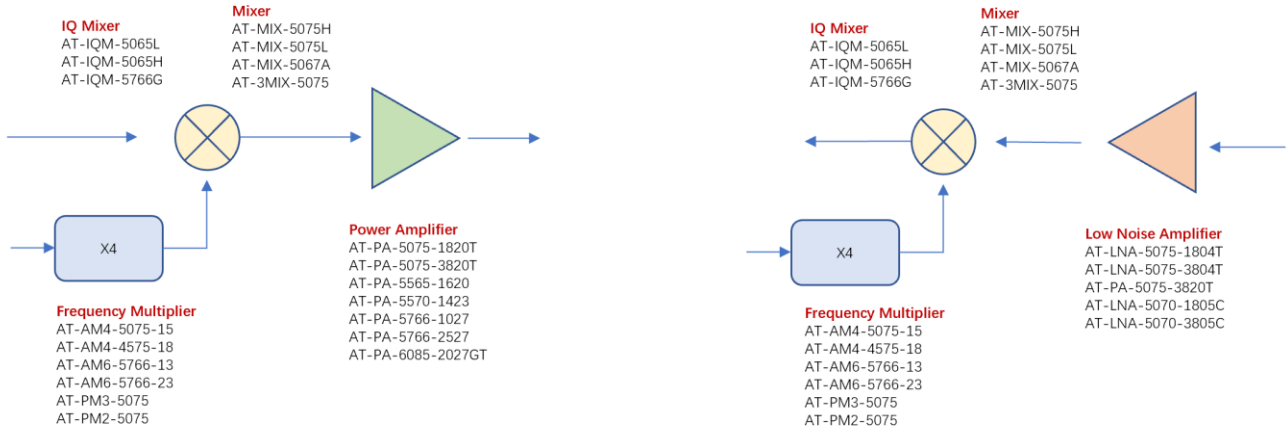 IQ Mixer
AT-IQM-5065L
AT-IQM-5065H
AT-IQM-5766G
Mixer
AT-MIX-5075H
AT-MIX-5075L
AT-MIX-5067A
AT-3MIX-5075
X4
Power Amplifier
AT-PA-5075-1820T
AT-PA-5075-3820T
AT-PA-5565-1620
AT-PA-5570-1423
AT-PA-5766-1027
AT-PA-5766-2527
AT-PA-6085-2027GT
Frequency Multiplier
AT-AM4-5075-15
AT-AM4-4575-18
AT-AM6-5766-13
AT-AM6-5766-23
AT-PM3-5075
AT-PM2-5075
IQ Mixer
AT-IQM-5065L
AT-IQM-5065H
AT-IQM-5766G
Mixer
AT-MIX-5075H
AT-MIX-5075L
AT-MIX-5067A
AT-3MIX-5075
X4
Low Noise Amplifier
AT-LNA-5075-1804T
AT-LNA-5075-3804T
AT-PA-5075-3820T
AT-LNA-5070-1805C
AT-LNA-5070-3805C
Frequency Multiplier
AT-AM4-5075-15
AT-AM4-4575-18
AT-AM6-5766-13
AT-AM6-5766-23
AT-PM3-5075
AT-PM2-5075